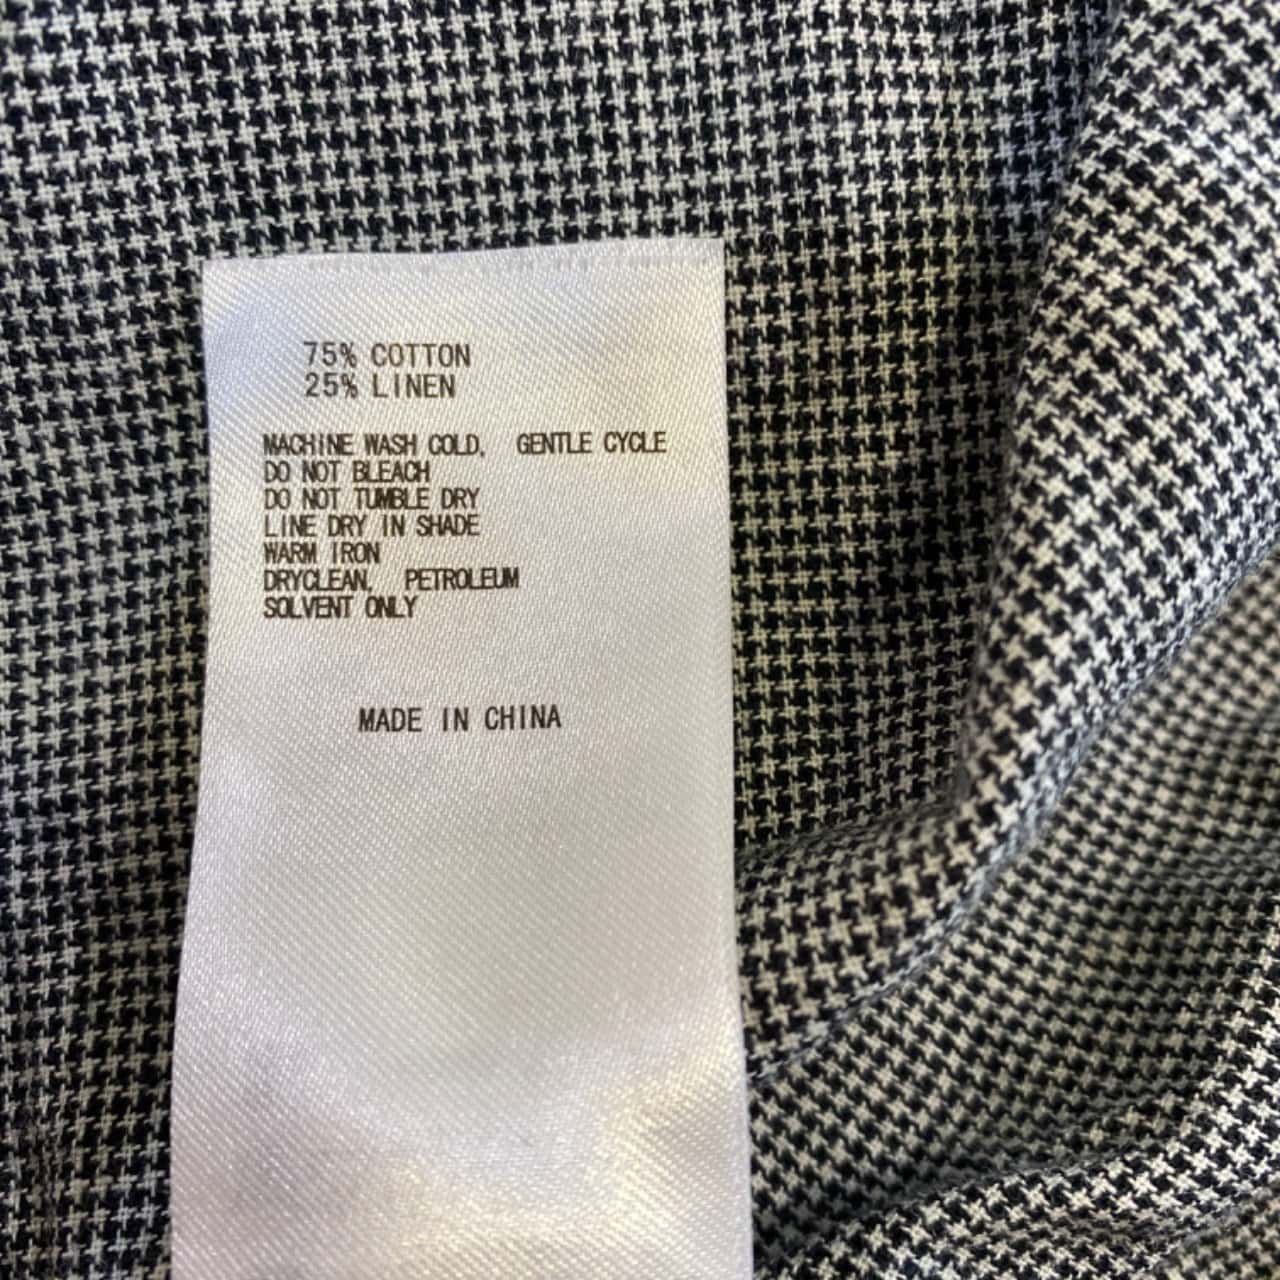 75% COTTON
25% LINEN
MACHINE WASH COLD, GENTLE CYCLE
DO NOT BLEACH
DO NOT TUMBLE DRY
LINE DRY IN SHADE
WARM IRON
DRYCLEAN, PETROLEUM
SOLVENT ONLY
MADE IN CHINA